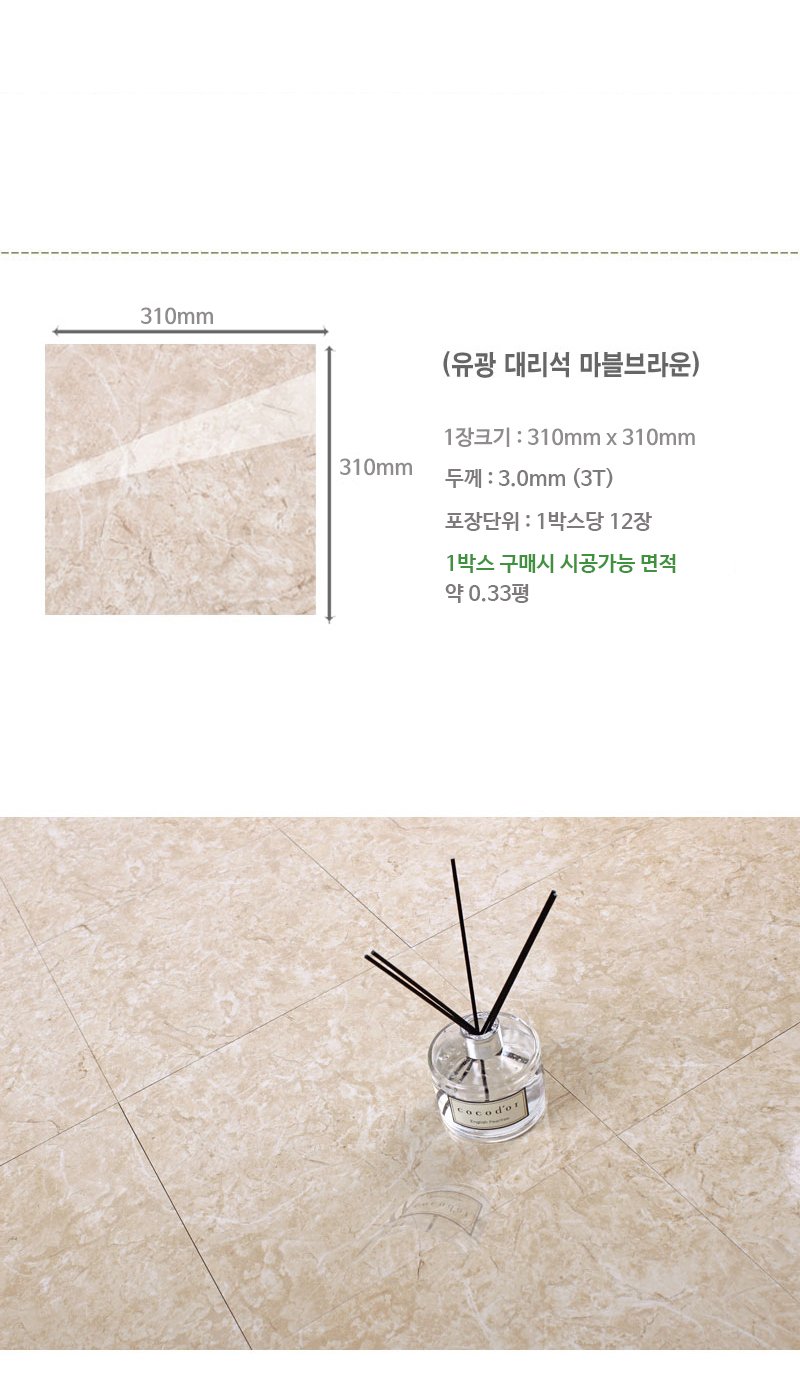 310mm
310mm
(유광 대리석 마블브라운)
1장크기 : 310mm x 310mm
두께 : 3.0mm (3T)
포장단위 : 1박스당 12장
1박스 구매시 시공가능 면적
약 0.33평
cocod'or
English